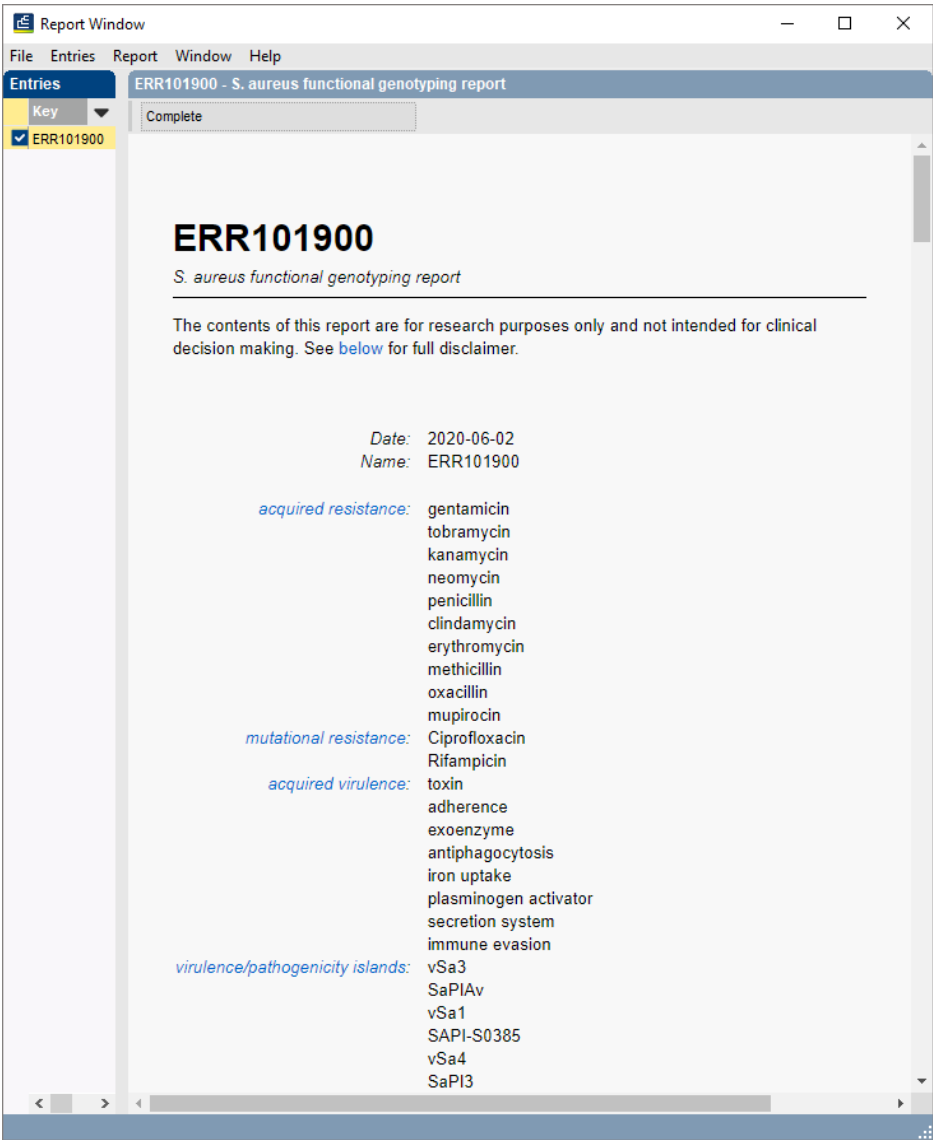 Report Window
File Entries Report Window Help
Entries
ERR101900 - S. aureus functional genotyping report
Key
Complete
ERR101900
ERR101900
S. aureus functional genotyping report
The contents of this report are for research purposes only and not intended for clinical
decision making. See below for full disclaimer.
Date: 2020-06-02
Name: ERR101900
acquired resistance: gentamicin
tobramycin
kanamycin
neomycin
penicillin
clindamycin
erythromycin
methicillin
oxacillin
mupirocin
mutational resistance: Ciprofloxacin
Rifampicin
acquired virulence: toxin
adherence
exoenzyme
antiphagocytosis
iron uptake
plasminogen activator
secretion system
immune evasion
virulence/pathogenicity islands: vSa3
SaPIAv
vSa1
SAPI-S0385
vSa4
SaPI3